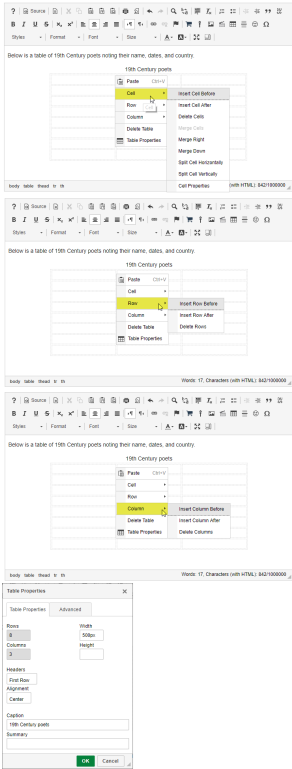 Source
Styles Format Font Size
Below is a table of 19th Century poets noting their name, dates, and country.
19th Century poets
Paste Ctrl+V
Cell
Insert Cell Before
Row
Insert Cell After
Column
Delete Cells
Delete Table
Merge Cells
Table Properties
Merge Right
Merge Down
Split Cell Horizontally
Split Cell Vertically
Cell Properties
body table thead tr th
(with HTML): 842/1000000
Source
Styles Format Font Size
Below is a table of 19th Century poets noting their name, dates, and country.
19th Century poets
Paste Ctrl+V
Cell
Row
Insert Row Before
Column
Insert Row After
Delete Table
Delete Rows
Table Properties
body table thead tr th
Words: 17, Characters (with HTML): 842/1000000
Source
Styles Format Font Size
Below is a table of 19th Century poets noting their name, dates, and country.
19th Century poets
Paste Ctrl+V
Cell
Row
Column
Insert Column Before
Delete Table
Insert Column After
Table Properties
Delete Columns
body table thead tr th
Words: 17, Characters (with HTML): 842/1000000
Table Properties
Table Properties Advanced
Rows Width
8 500px
Columns Height
3
Headers
First Row
Alignment
Center
Caption
19th Century poets
Summary
OK Cancel